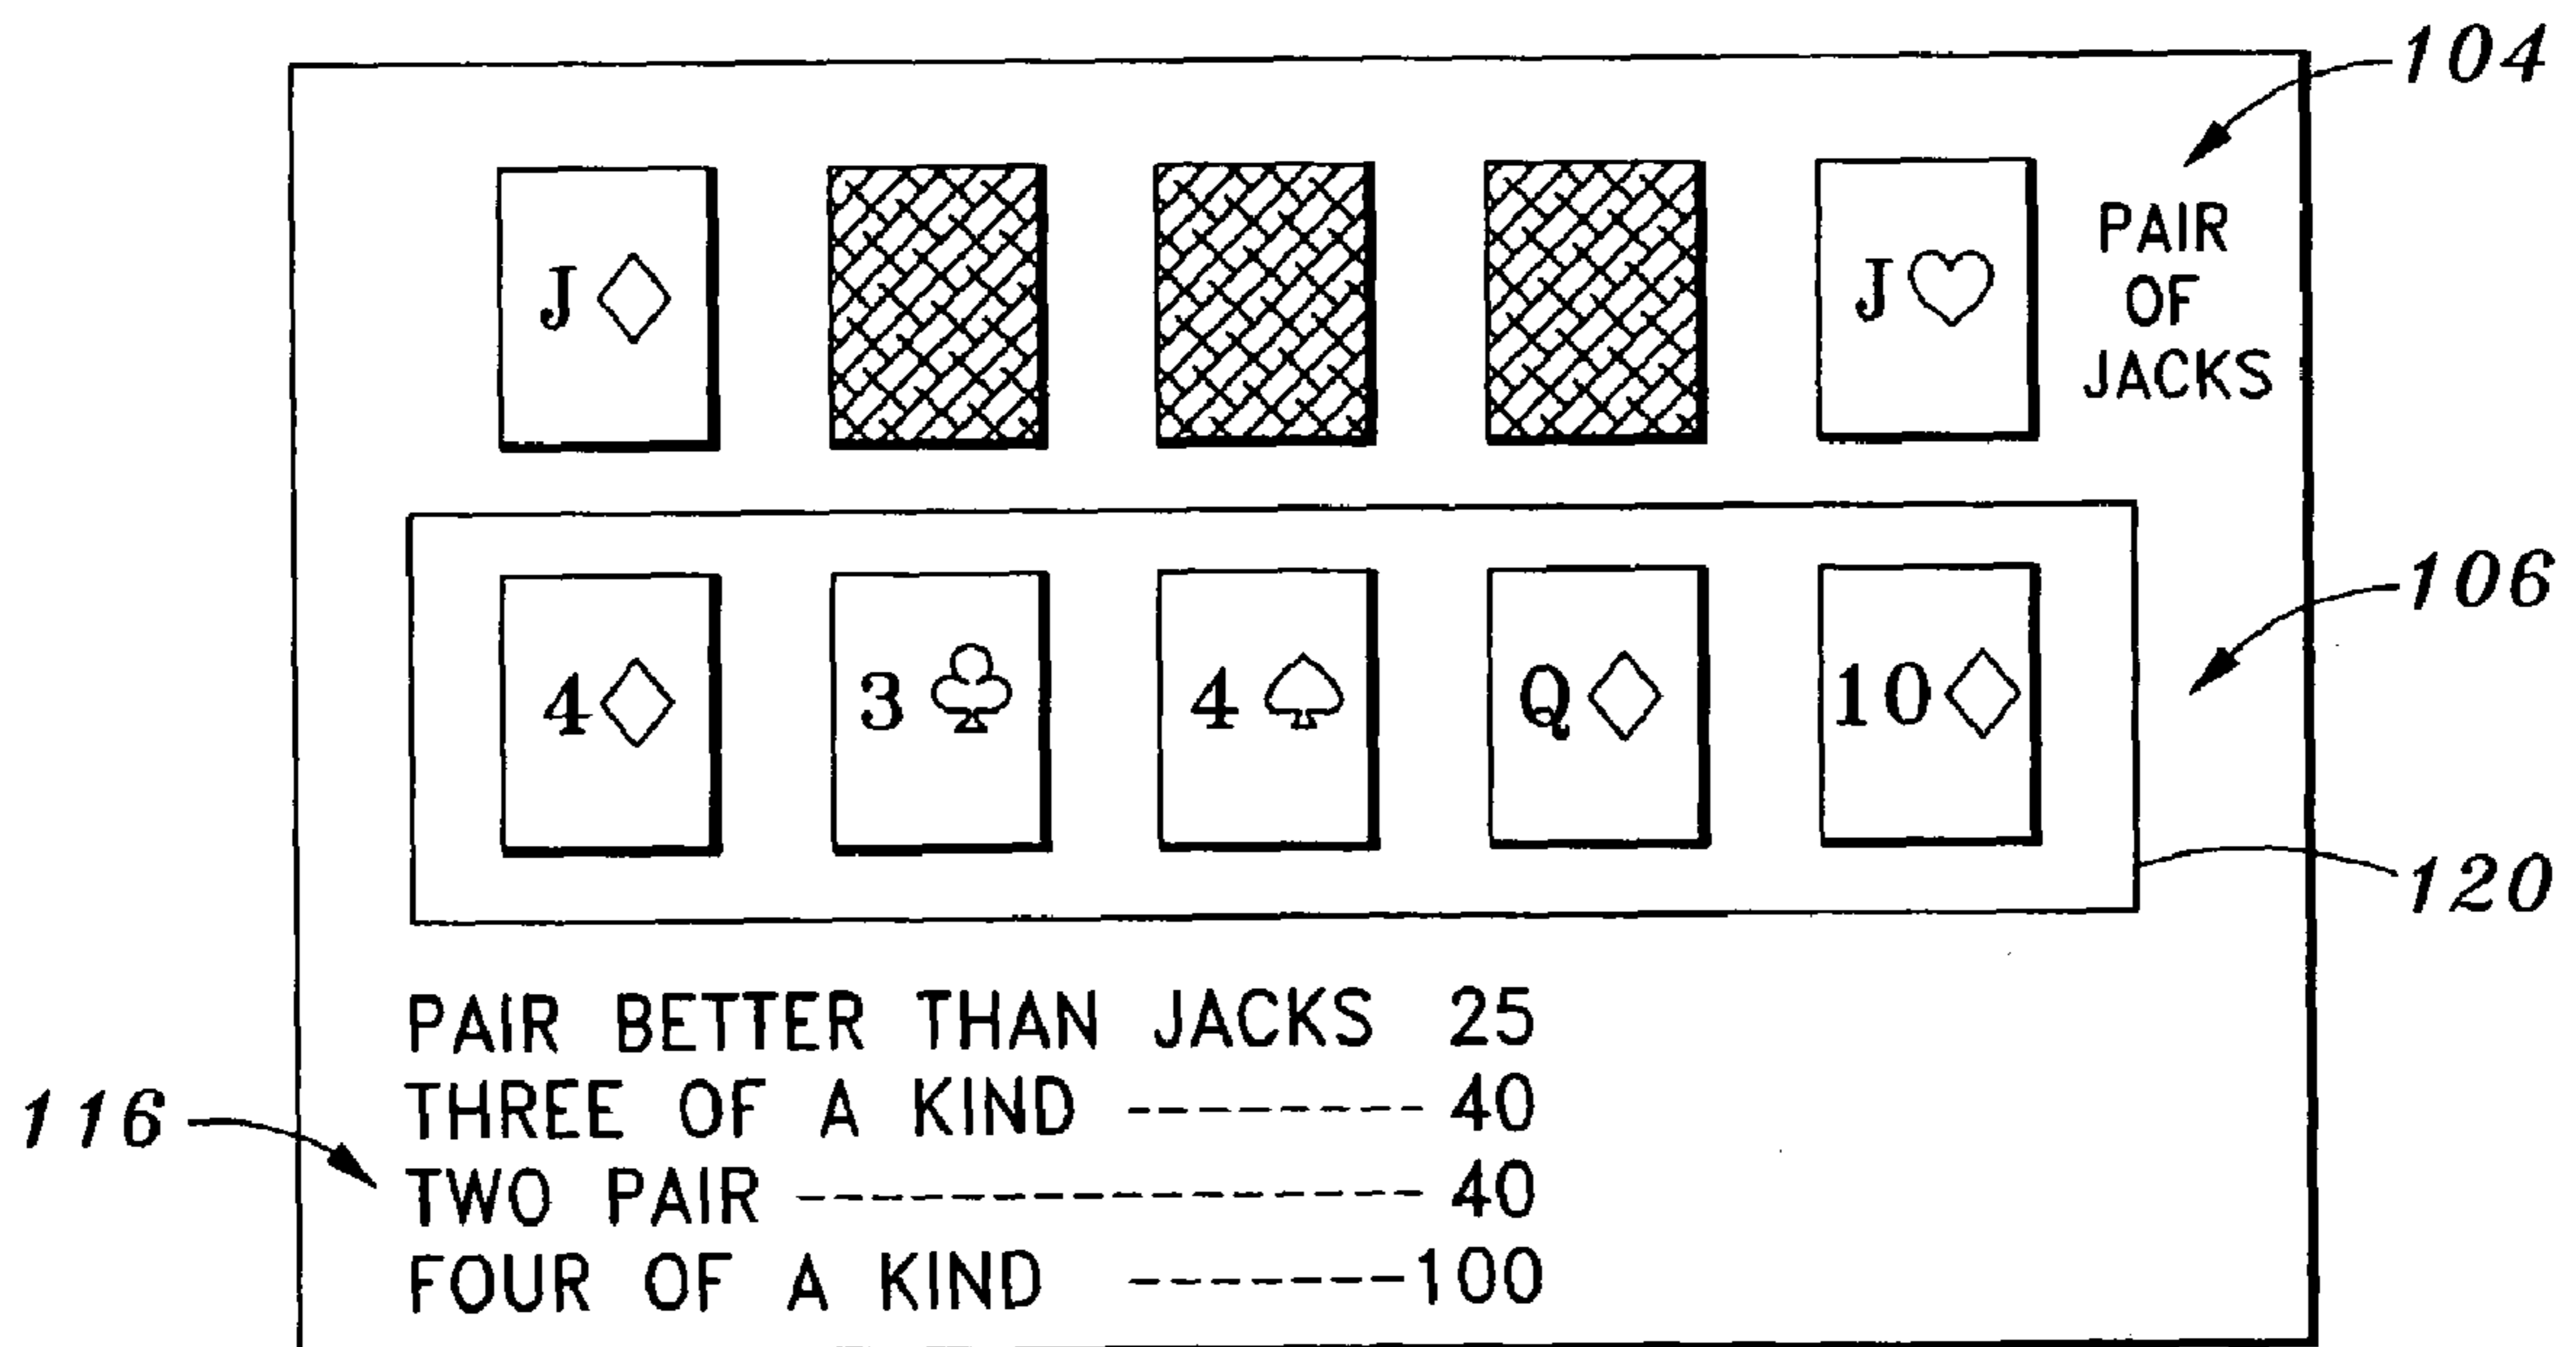 104
J J
PAIR
OF
JACKS
4 3 4 Q 10
106
120
PAIR BETTER THAN JACKS 25
THREE OF A KIND -------- 40
116
TWO PAIR ----------------- 40
FOUR OF A KIND --------100